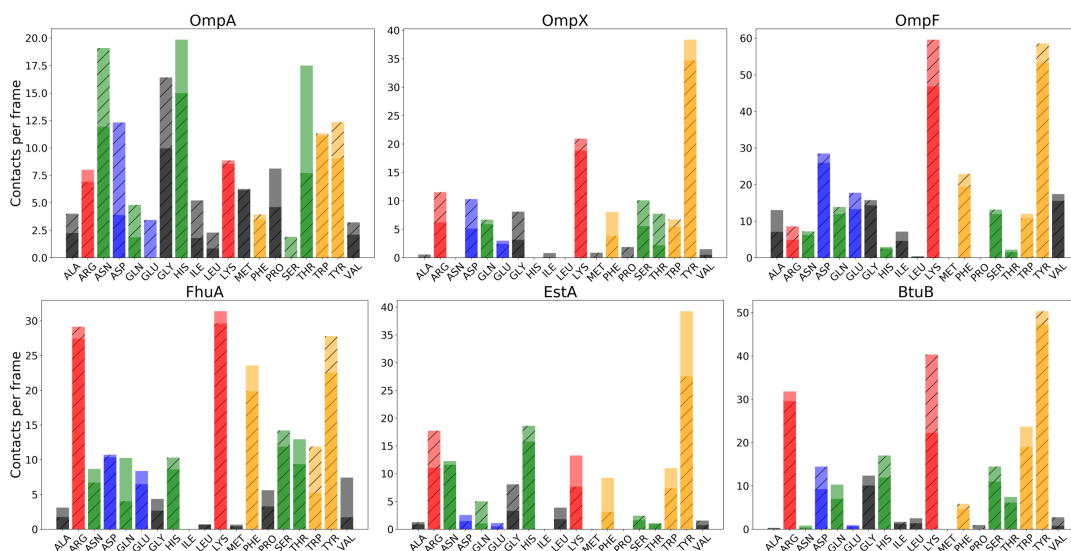 OmpA OmpX OmpF
Contacts per frame
20.0 17.5 15.0 12.5 10.0 7.5 5.0 2.5 0.0
40 35 30 25 20 15 10 5 0
60 50 40 30 20 10 0
ALA ARG ASN ASP GLN GLU GLY HIS ILE LEU LYS MET PHE PRO SER THR TRP TYR VAL
ALA ARG ASN ASP GLN GLU GLY HIS ILE LEU LYS MET PHE PRO SER THR TRP TYR VAL
ALA ARG ASN ASP GLN GLU GLY HIS ILE LEU LYS MET PHE PRO SER THR TRP TYR VAL
FhuA EstA BtuB
Contacts per frame
30 25 20 15 10 5 0
40 35 30 25 20 15 10 5 0
50 40 30 20 10 0
ALA ARG ASN ASP GLN GLU GLY HIS ILE LEU LYS MET PHE PRO SER THR TRP TYR VAL
ALA ARG ASN ASP GLN GLU GLY HIS ILE LEU LYS MET PHE PRO SER THR TRP TYR VAL
ALA ARG ASN ASP GLN GLU GLY HIS ILE LEU LYS MET PHE PRO SER THR TRP TYR VAL